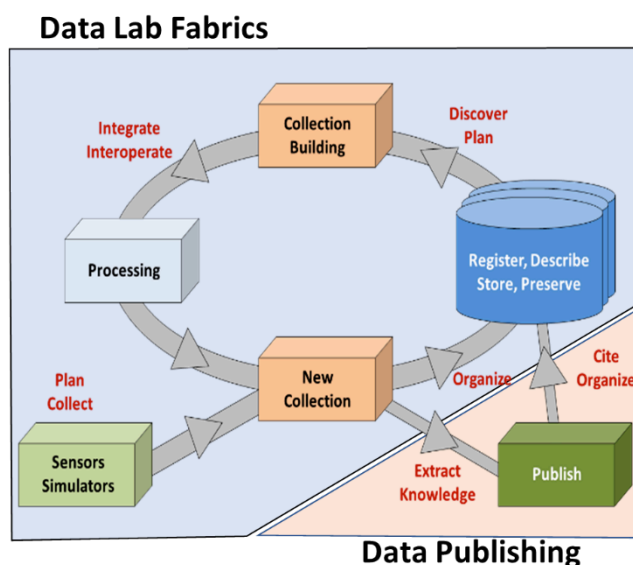 Data Lab Fabrics
Integrate
Interoperate
Collection
Building
Discover
Plan
Processing
Register, Describe
Store, Preserve
Plan
Collect
New
Collection
Organize
Cite
Organize
Sensors
Simulators
Extract
Knowledge
Publish
Data Publishing